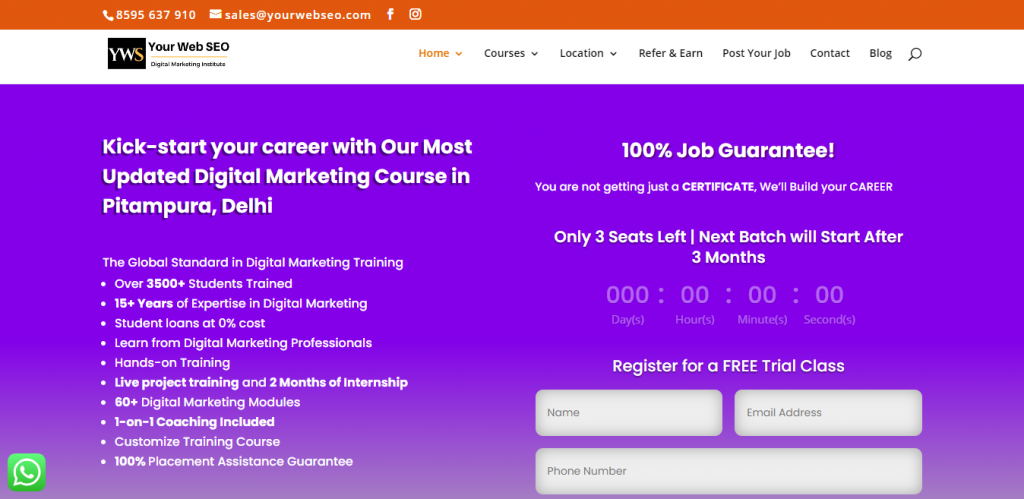 8595 637 910 sales@yourwebseo.com
YWS
Your Web SEO
Digital Marketing Institute
Home Courses Location Refer & Earn Post Your Job Contact Blog
Kick-start your career with Our Most
Updated Digital Marketing Course in
Pitampura, Delhi
The Global Standard in Digital Marketing Training
• Over 3500+ Students Trained
• 15+ Years of Expertise in Digital Marketing
• Student loans at 0% cost
• Learn from Digital Marketing Professionals
• Hands-on Training
• Live project training and 2 Months of Internship
• 60+ Digital Marketing Modules
• 1-on-1 Coaching Included
• Customize Training Course
• 100% Placement Assistance Guarantee
100% Job Guarantee!
You are not getting just a CERTIFICATE, We'll Build your CAREER
Only 3 Seats Left | Next Batch will Start After
3 Months
000 : 00 : 00 : 00
Day(s) Hour(s) Minute(s) Second(s)
Register for a FREE Trial Class
Name Email Address
Phone Number